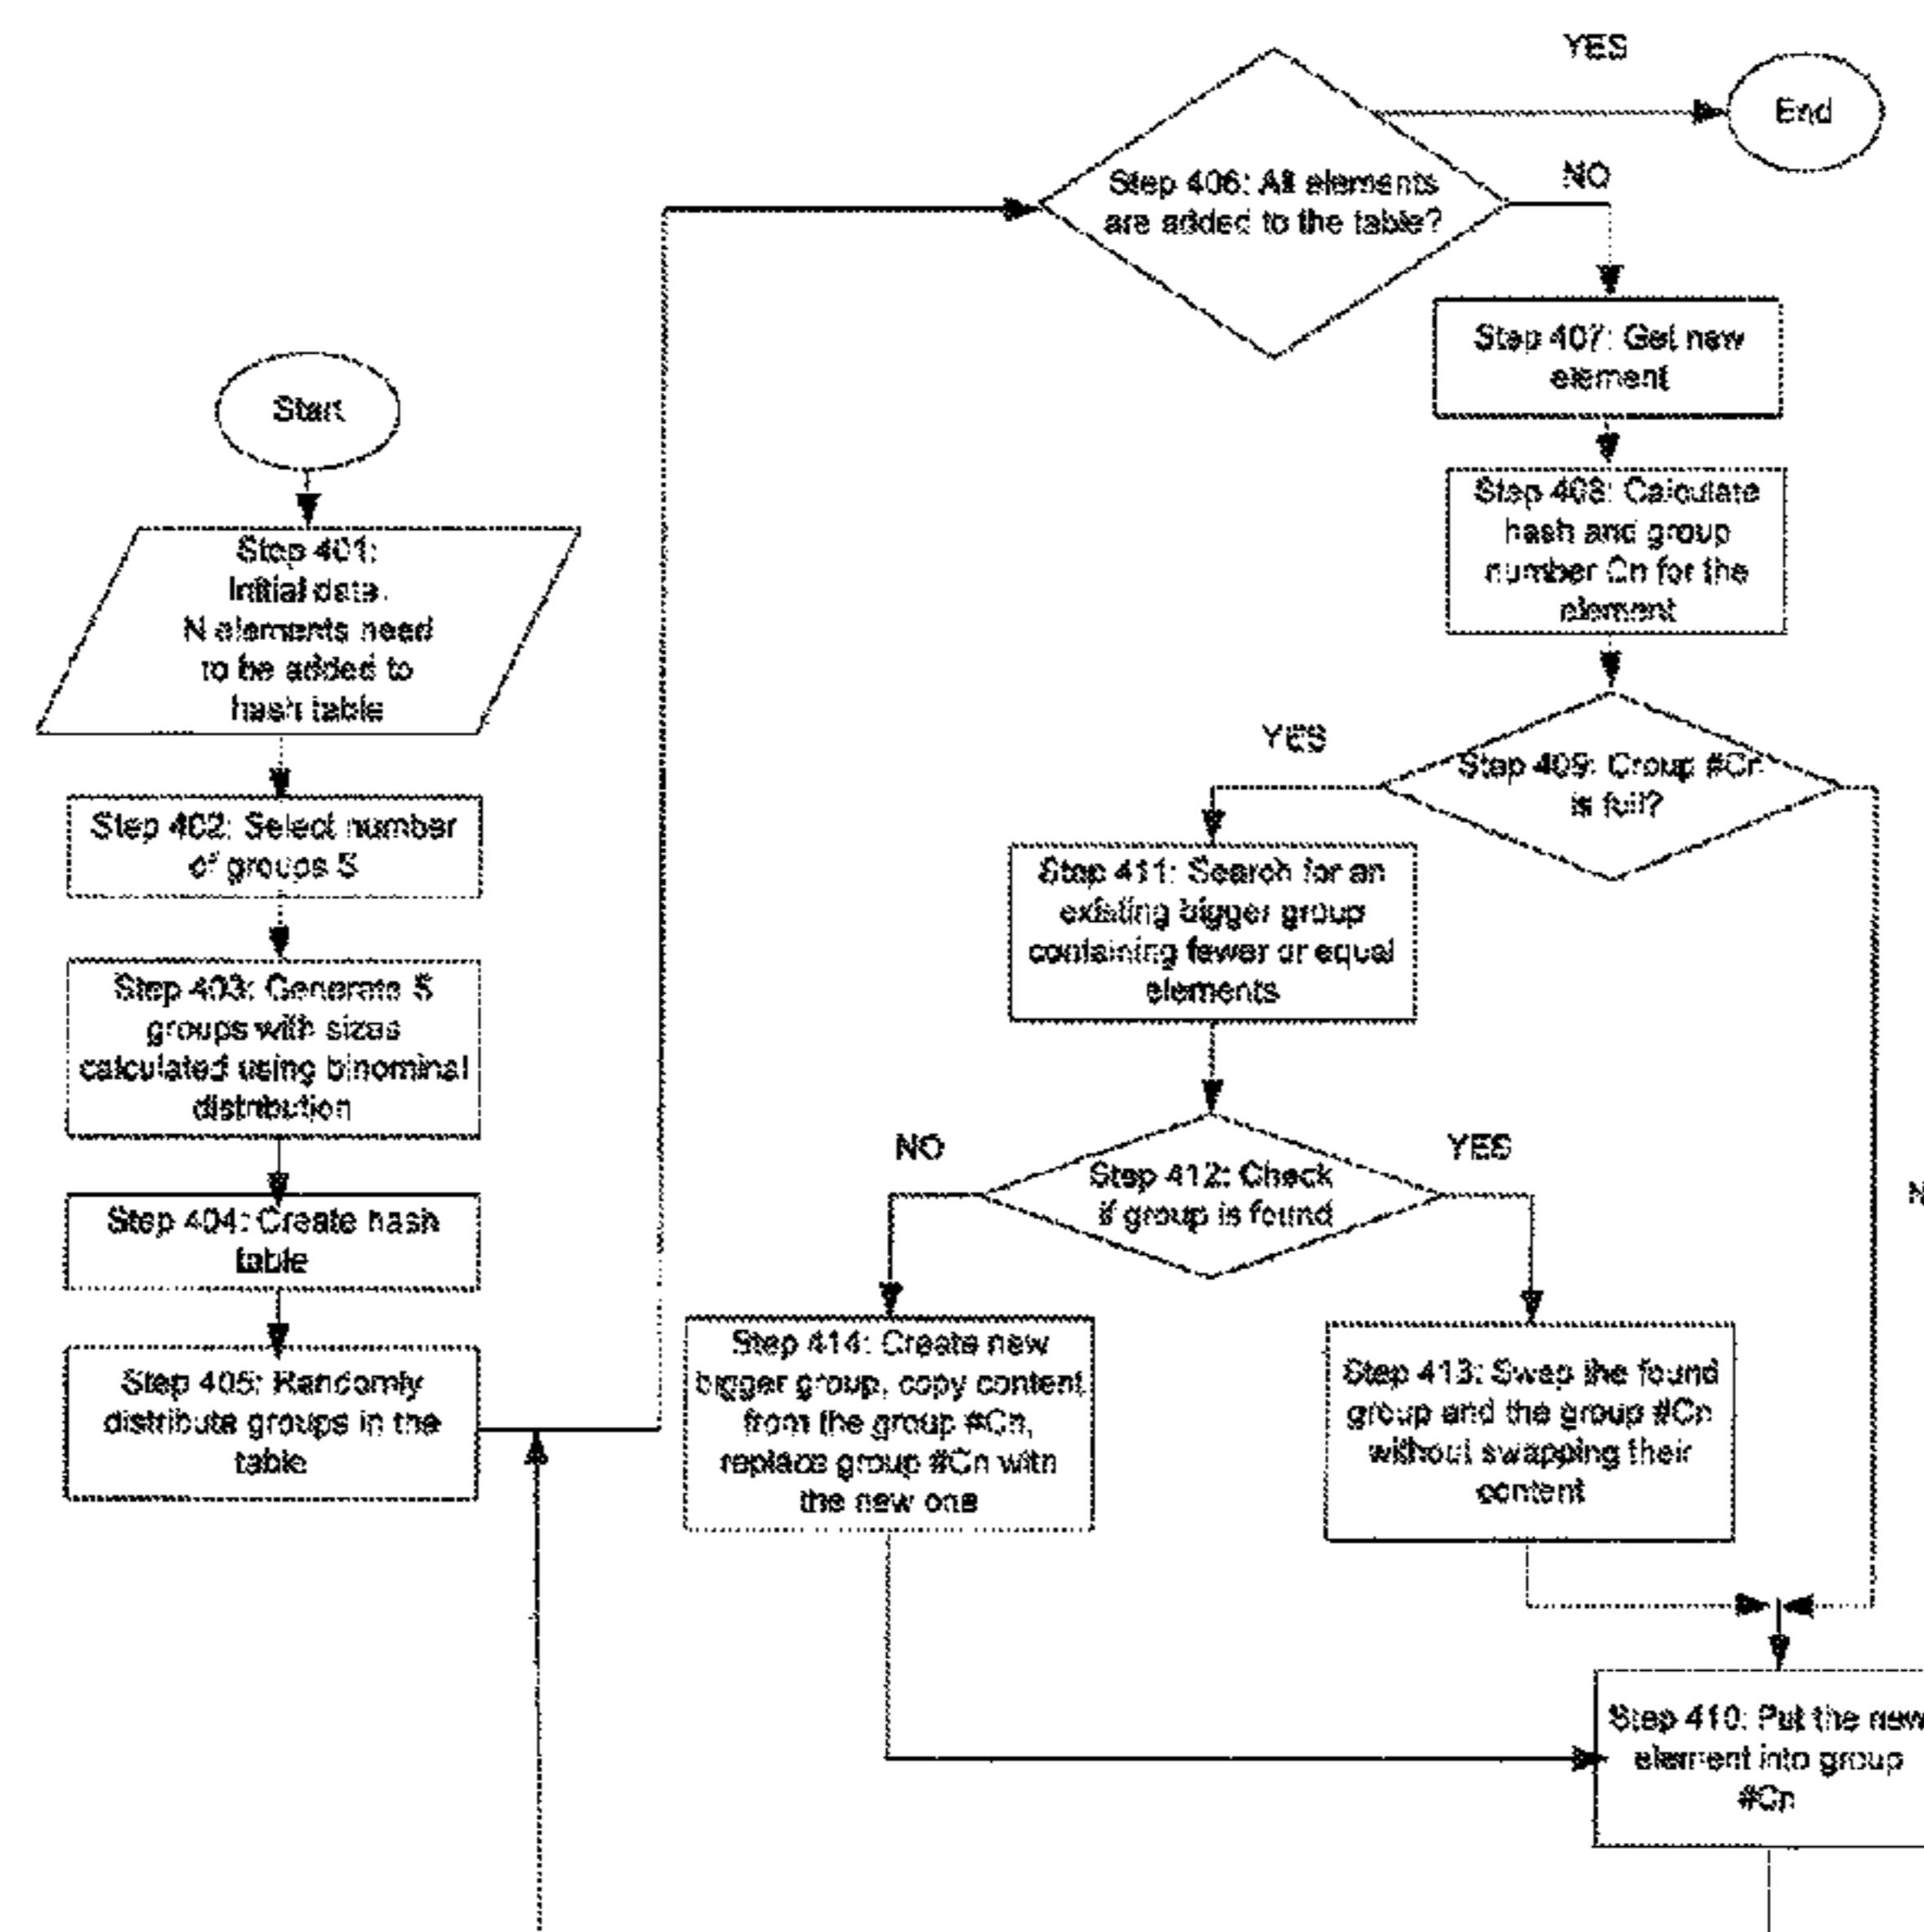 Start
Step 401:
Initial data.
N elements need
to be added to
hash table
Step 402: Select number
of groups S
Step 403: Generate S
groups with sizes
calculated using binominal
distribution
Step 404: Create hash
table
Step 405: Randomly
distribute groups in the
table
Step 406: All elements
are added to the table?
YES
End
NO
Step 407: Get new
element
Step 408: Calculate
hash and group
number Cn for the
element
Step 409: Group #Cn
is full?
YES
N
Step 411: Search for an
existing bigger group
containing fewer or equal
elements
Step 412: Check
if group is found
NO
YES
Step 414: Create new
bigger group, copy content
from the group #Cn,
replace group #Cn with
the new one
Step 413: Swap the found
group and the group #Cn
without swapping their
content
Step 410: Put the new
element into group
#Cn